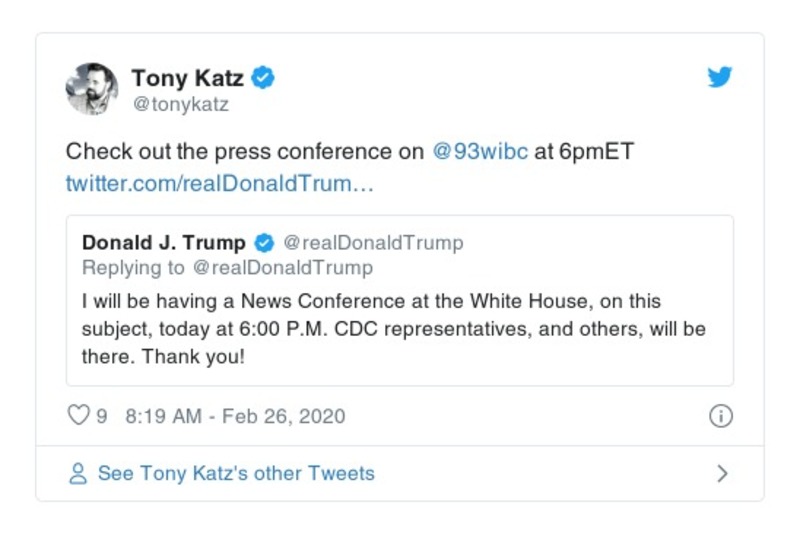 Tony Katz
@tonykatz
Check out the press conference on @93wibc at 6pmET
twitter.com/realDonaldTrum…
Donald J. Trump @realDonaldTrump
Replying to @realDonaldTrump
I will be having a News Conference at the White House, on this
subject, today at 6:00 P.M. CDC representatives, and others, will be
there. Thank you!
9 8:19 AM - Feb 26, 2020
See Tony Katz's other Tweets